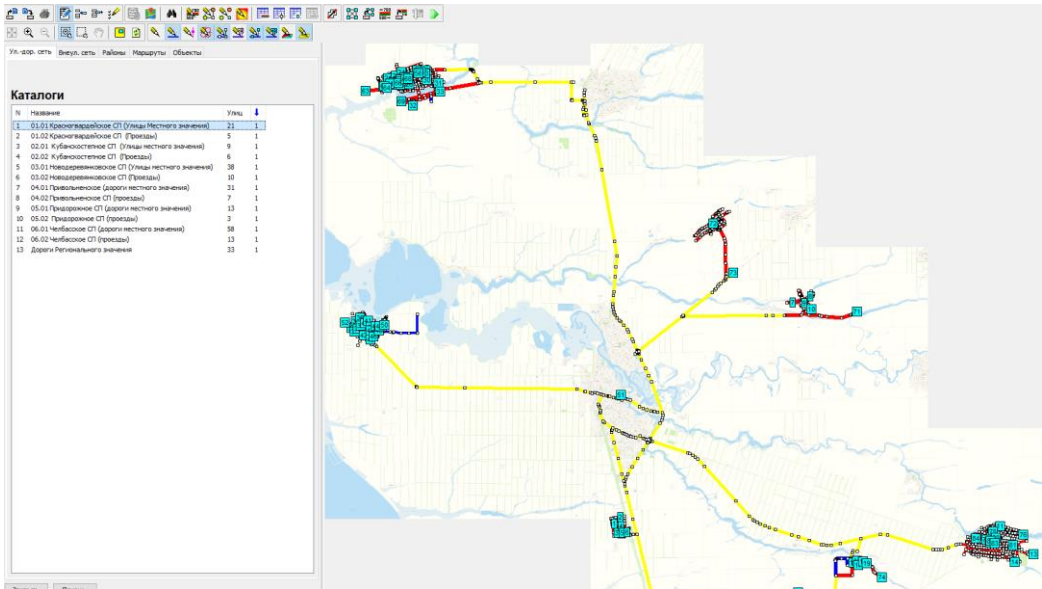 Ул.-дор. сеть Внеул. сеть Районы Маршруты Объекты
Каталоги
N Название Улиц
1 01.01 Красногвардейское СП (Улицы Местного значения) 21 1
2 01.02 Красногвардейское СП (Проезды) 5 1
3 02.01 Кубанскостепное СП (Улицы местного значения) 9 1
4 02.02 Кубанскостепное СП (Проезды) 6 1
5 03.01 Новодеревянковское СП (Улицы местного значения) 38 1
6 03.02 Новодеревянковское СП (Проезды) 10 1
7 04.01 Привольненское (дороги местного значения) 31 1
8 04.02 Привольненское СП (проезды) 7 1
9 05.01 Придорожное СП (дороги местного значения) 13 1
10 05.02 Придорожное СП (проезды) 3 1
11 06.01 Челбасское СП (дороги местного значения) 58 1
12 06.02 Челбасское СП (проезды) 13 1
13 Дороги Регионального значения 33 1
73
71
52
51
74